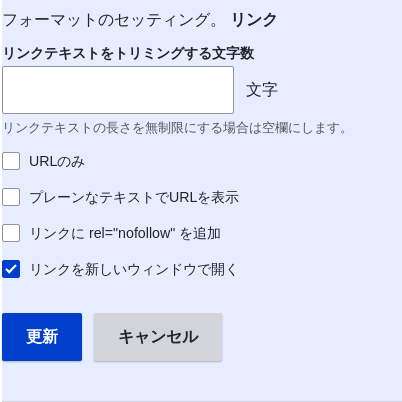 フォーマットのセッティング。 リンク
リンクテキストをトリミングする文字数
文字
リンクテキストの長さを無制限にする場合は空欄にします。
URLのみ
プレーンなテキストでURLを表示
リンクに rel="nofollow" を追加
リンクを新しいウィンドウで開く
更新 キャンセル